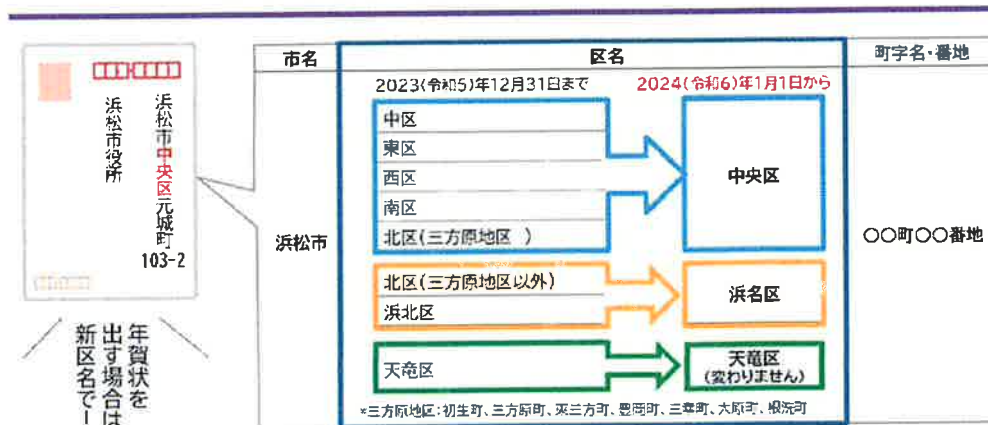 市名
区名
町字名・番地
2023(令和5)年12月31日まで
2024(令和6)年1月1日から
中区
東区
西区
南区
北区(三方原地区 )
中央区
浜松市
〇〇町〇〇番地
北区(三方原地区以外)
浜北区
浜名区
天竜区
天竜区
(変わりません)
*三方原地区:初生町、三方原町、東三方町、豊岡町、三幸町、大原町、根洗町
浜松市中央区元城町
103-2
浜松市役所
年賀状を
出す場合は
新区名で